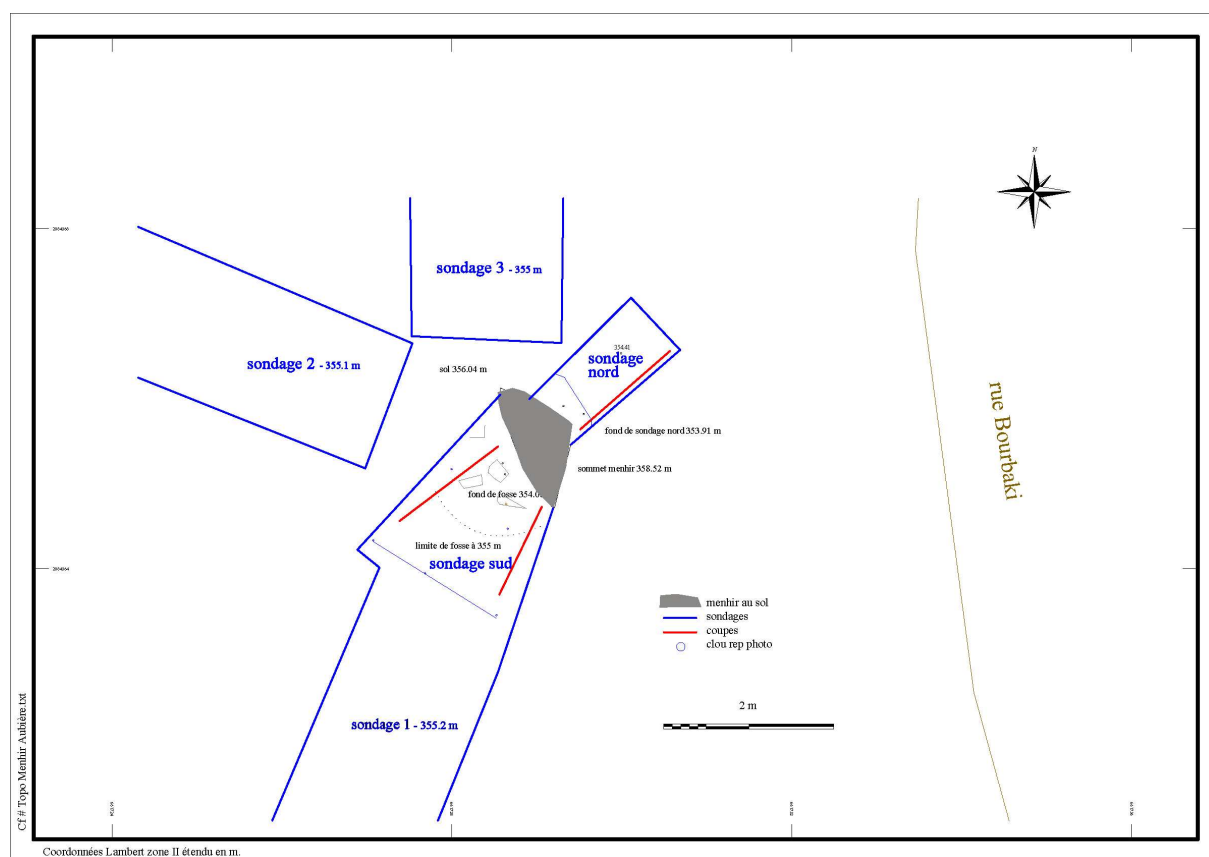 N
2064366
sondage 3 - 355 m
sondage 2 - 355.1 m
sol 356.04 m
354.41
sondage
nord
rue Bourbaki
fond de sondage nord 353.91 m
sommet menhir 358.52 m
fond de fosse 354.0
limite de fosse à 355 m
sondage sud
2064364
menhir au sol
sondages
coupes
clou rep photo
2 m
sondage 1 - 355.2 m
Cf # Topo Menhir Aubière.txt
Coordonnées Lambert zone II étendu en m.